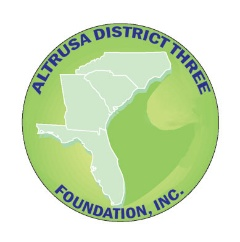 ALTRUSA DISTRICT THREE
FOUNDATION, INC.